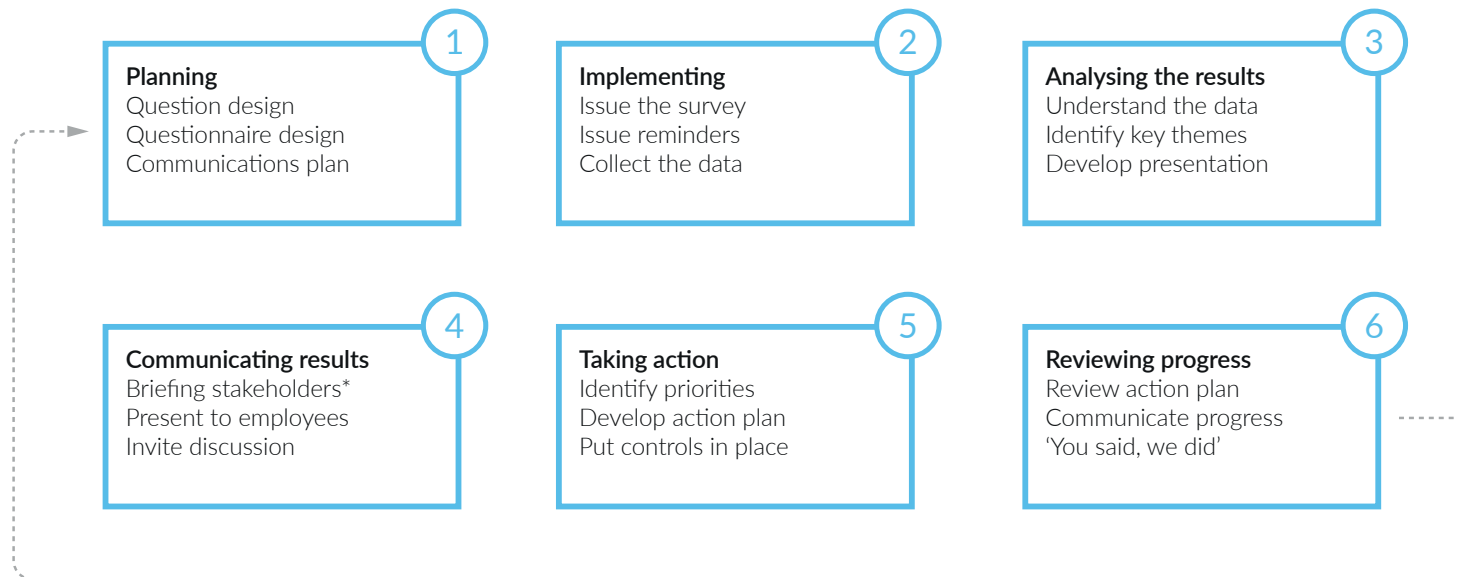 1
Planning
Question design
Questionnaire design
Communications plan
2
Implementing
Issue the survey
Issue reminders
Collect the data
3
Analysing the results
Understand the data
Identify key themes
Develop presentation
4
Communicating results
Briefing stakeholders*
Present to employees
Invite discussion
5
Taking action
Identify priorities
Develop action plan
Put controls in place
6
Reviewing progress
Review action plan
Communicate progress
‘You said, we did’